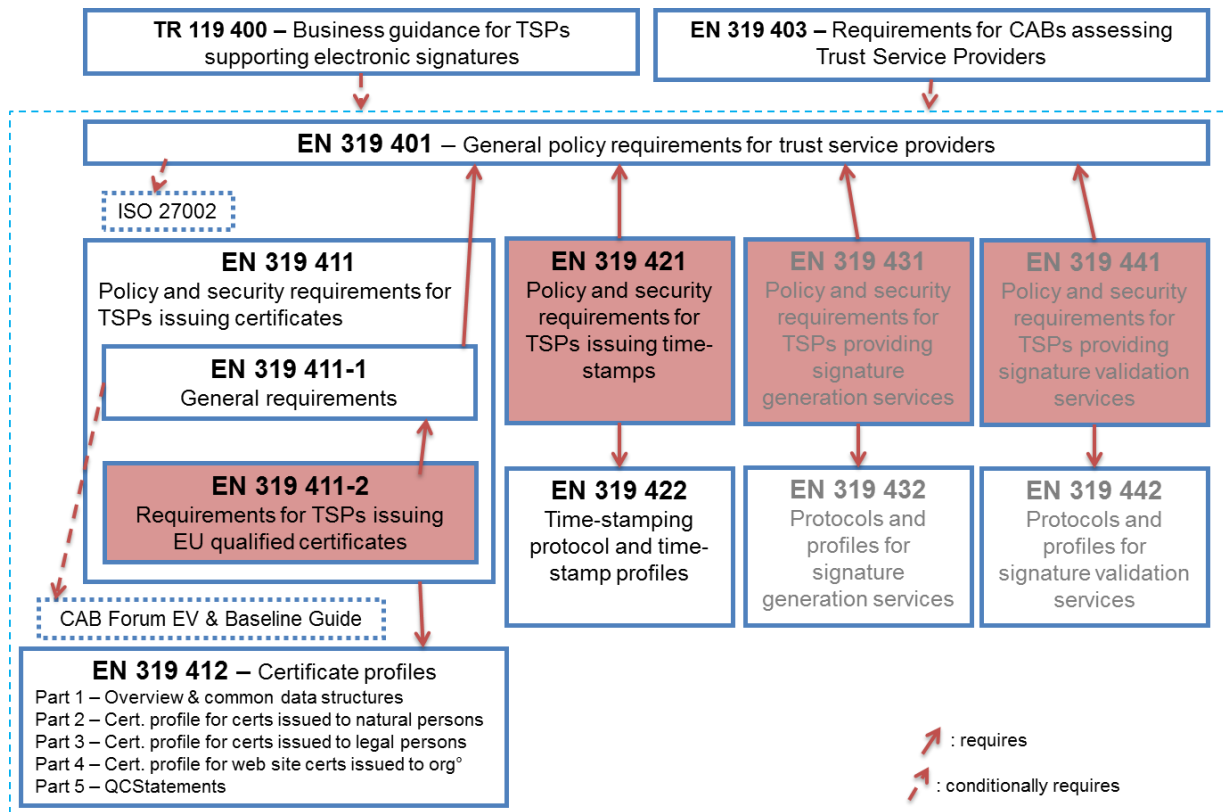 TR 119 400 – Business guidance for TSPs
supporting electronic signatures
EN 319 403 – Requirements for CABs assessing
Trust Service Providers
EN 319 401 – General policy requirements for trust service providers
ISO 27002
EN 319 411
Policy and security requirements for
TSPs issuing certificates
EN 319 411-1
General requirements
EN 319 411-2
Requirements for TSPs issuing
EU qualified certificates
CAB Forum EV & Baseline Guide
EN 319 412 – Certificate profiles
Part 1 – Overview & common data structures
Part 2 – Cert. profile for certs issued to natural persons
Part 3 – Cert. profile for certs issued to legal persons
Part 4 – Cert. profile for web site certs issued to org°
Part 5 – QCStatements
EN 319 421
Policy and security
requirements for
TSPs issuing time-
stamps
EN 319 422
Time-stamping
protocol and time-
stamp profiles
EN 319 431
Policy and security
requirements for
TSPs providing
signature
generation services
EN 319 432
Protocols and
profiles for
signature
generation services
EN 319 441
Policy and security
requirements for
TSPs providing
signature validation
services
EN 319 442
Protocols and
profiles for
signature validation
services
: requires
: conditionally requires